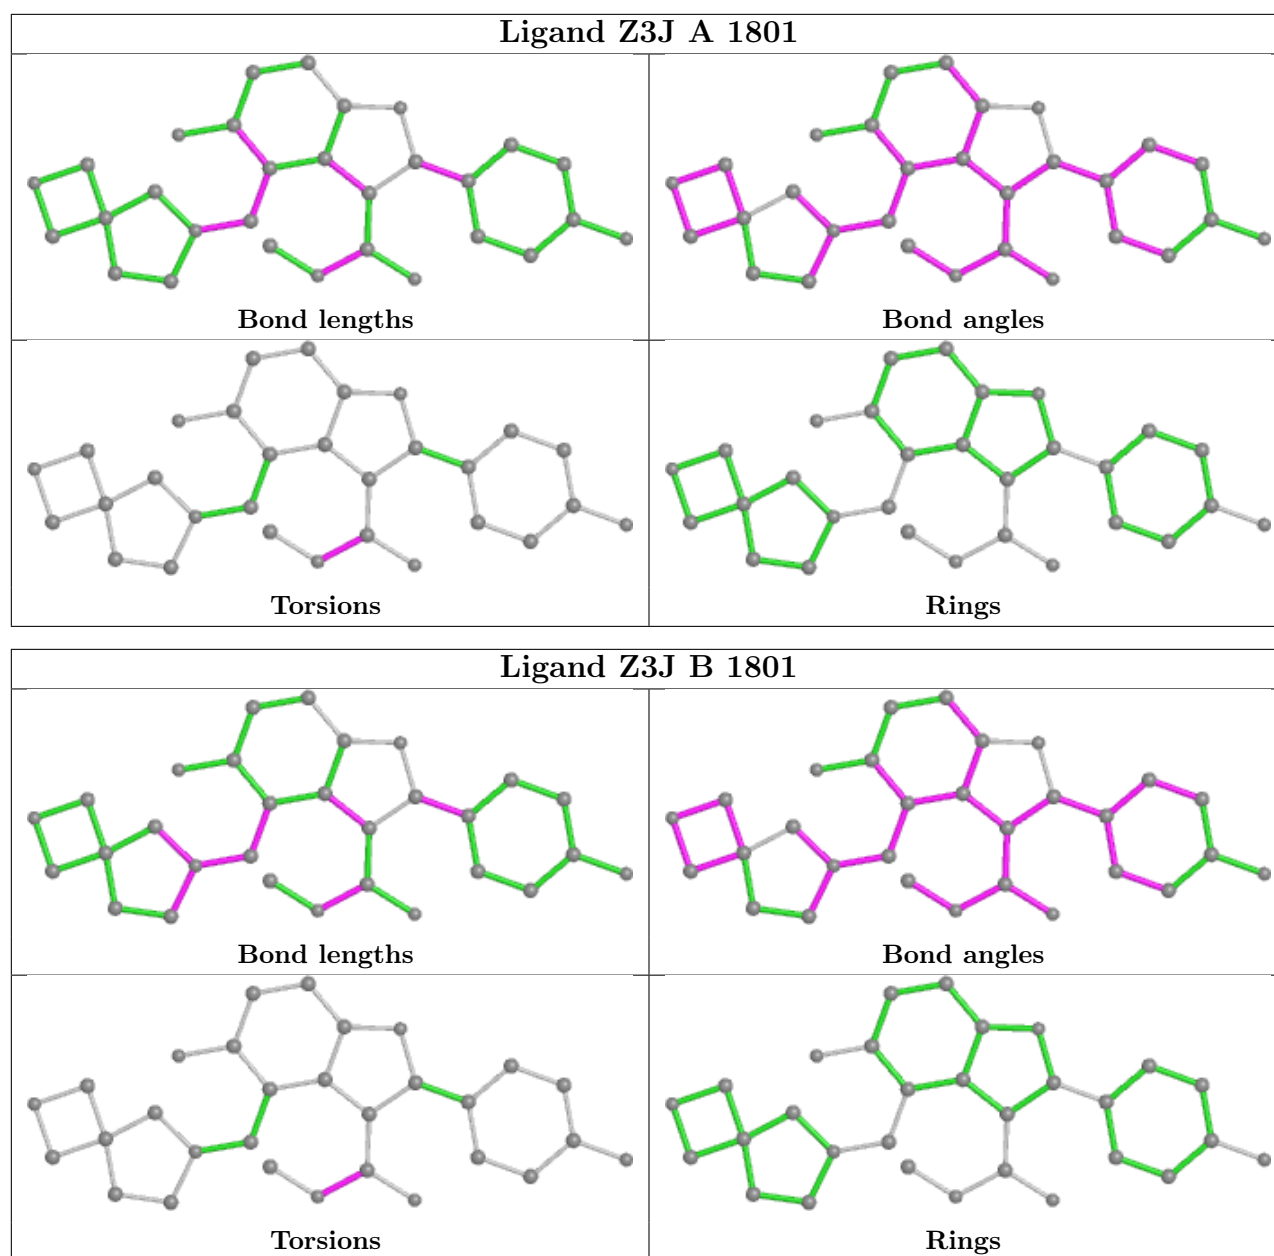 Ligand Z3J A 1801
Bond lengths
Bond angles
Torsions
Rings
Ligand Z3J B 1801
Bond lengths
Bond angles
Torsions
Rings